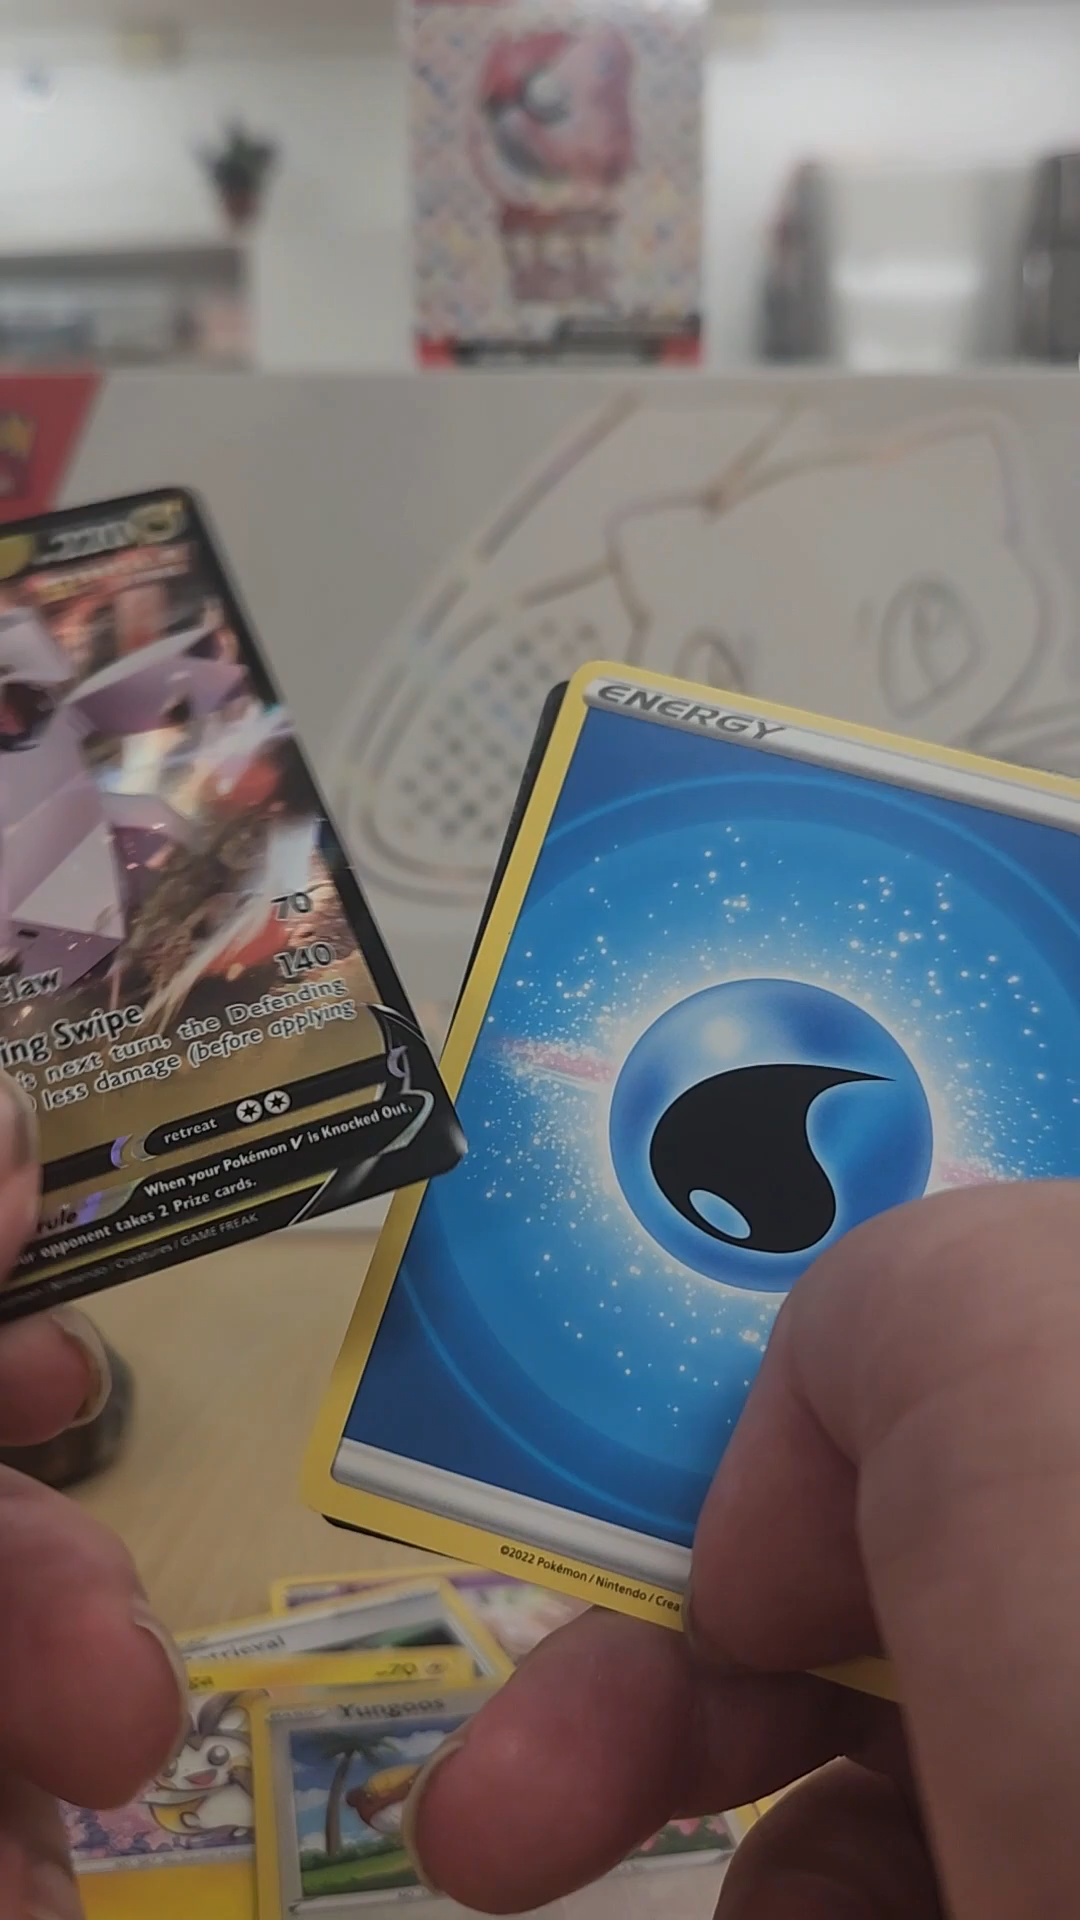 ENERGY
70
140
Claw
ing Swipe
's next turn, the Defending
less damage (before applying
retreat
When your Pokémon V is Knocked Out,
rule
ur opponent takes 2 Prize cards.
Nintendo / Creatures / GAME FREAK
©2022 Pokémon / Nintendo / Crea
etrieval
70
Yungoos